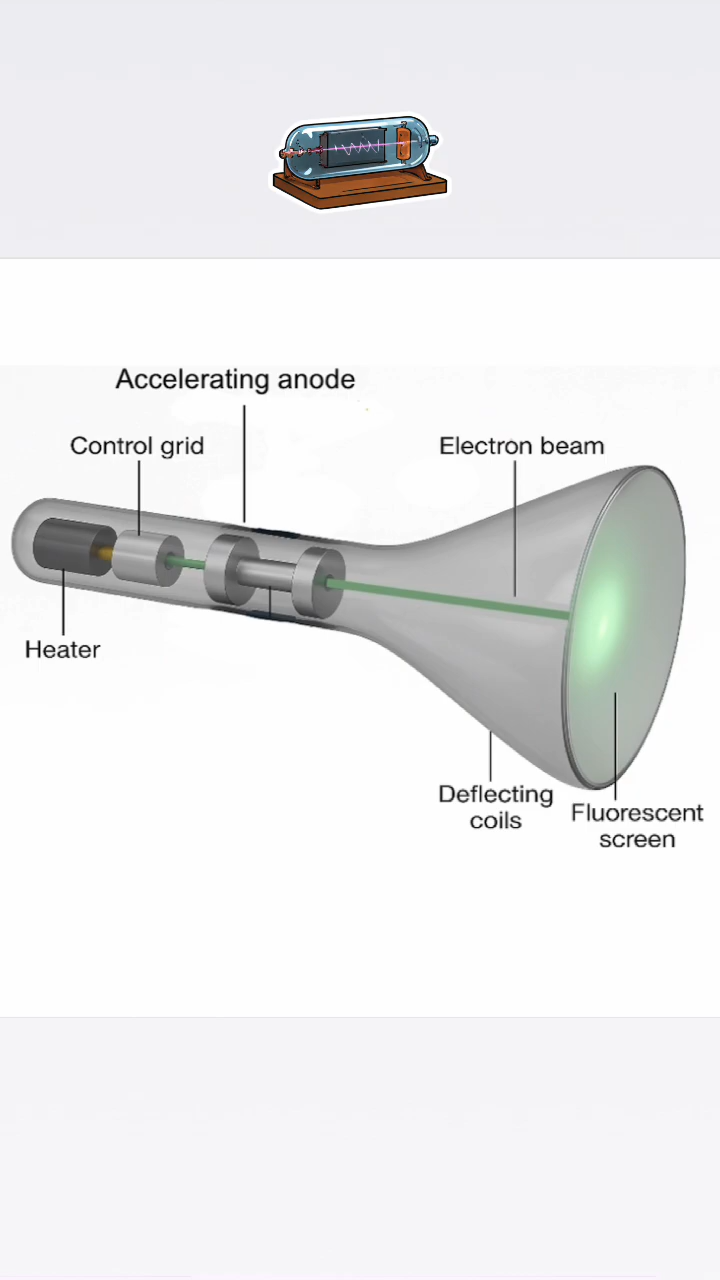 Accelerating anode
Control grid
Electron beam
Heater
Deflecting
coils
Fluorescent
screen